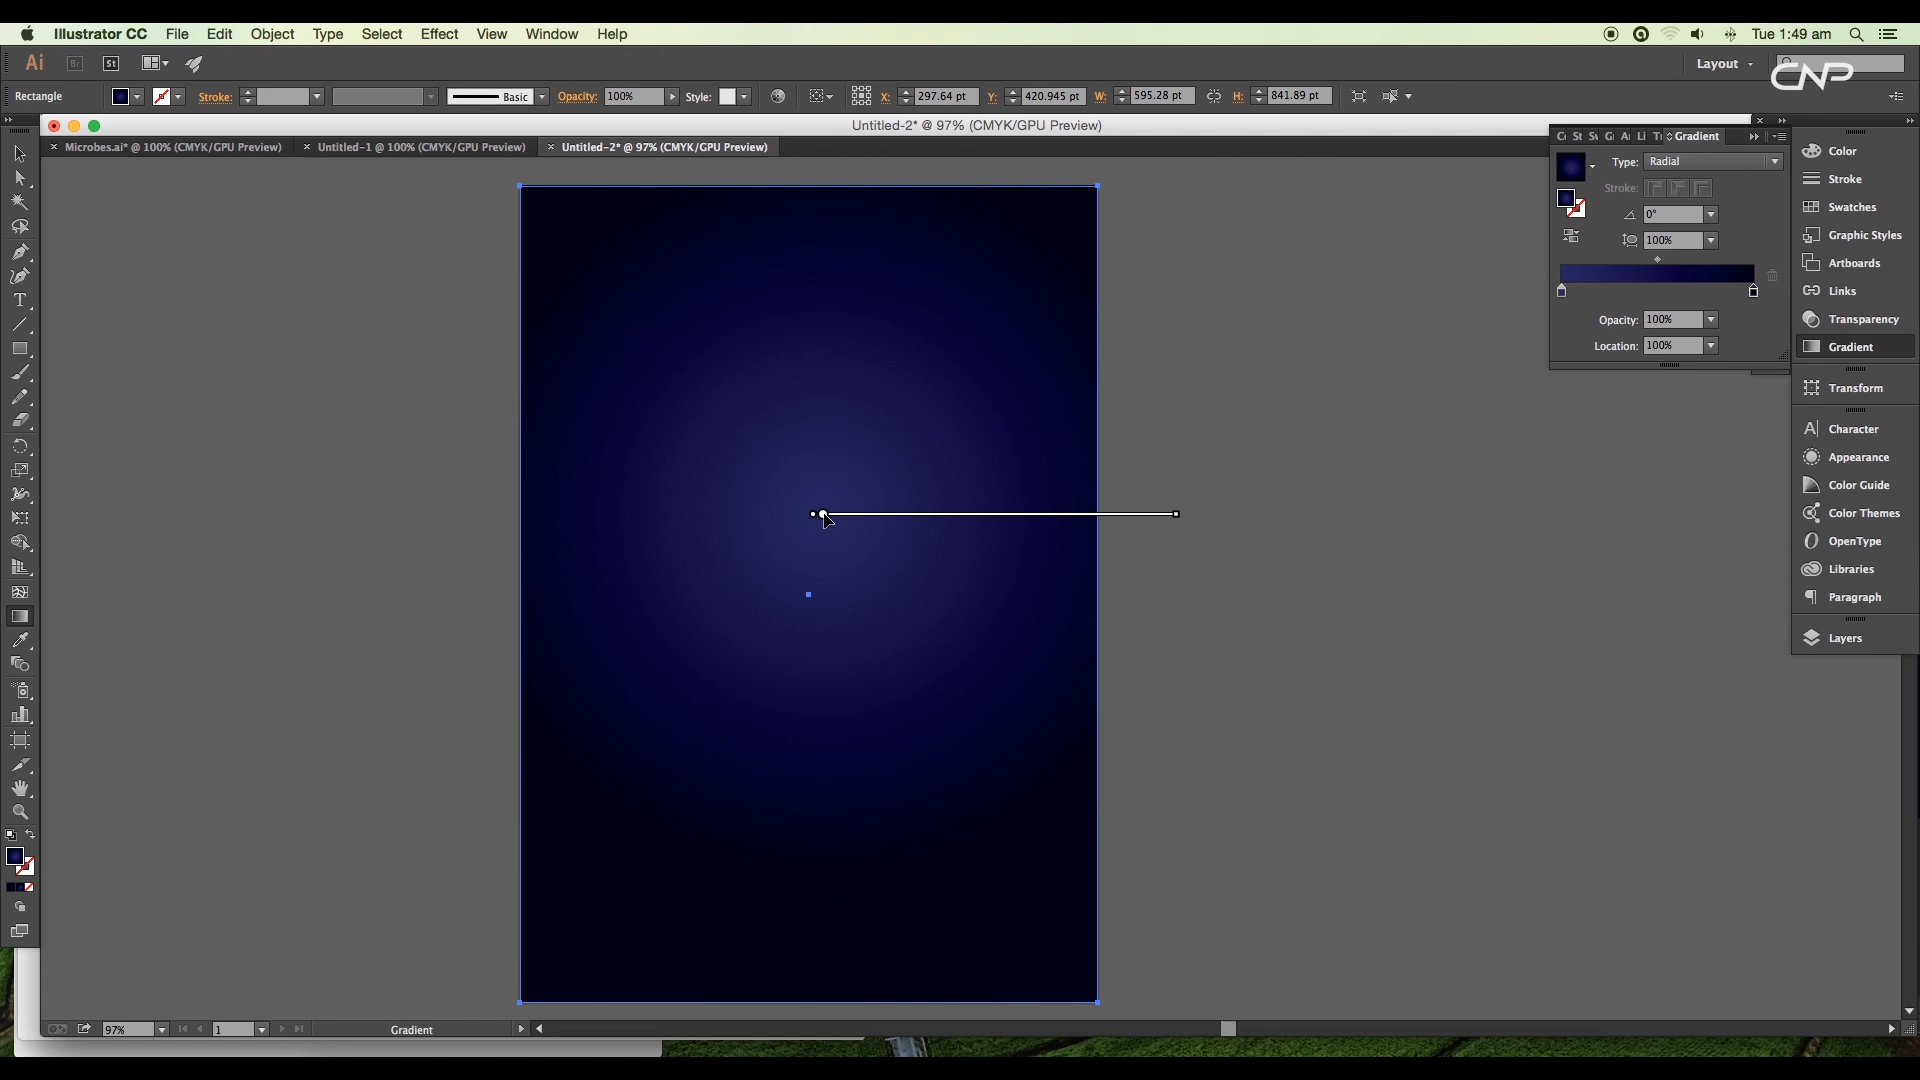 Illustrator CC File Edit Object Type Select Effect View Window Help
Tue 1:49 am
Ai Br St
Layout
CNP
Rectangle
Stroke:
Basic
Opacity: 100%
Style:
X: 297.64 pt
Y: 420.945 pt
W: 595.28 pt
H: 841.89 pt
Untitled-2* @ 97% (CMYK/GPU Preview)
Microbes.ai* @ 100% (CMYK/GPU Preview)
Untitled-1 @ 100% (CMYK/GPU Preview)
Untitled-2* @ 97% (CMYK/GPU Preview)
Gradient
Type: Radial
Stroke:
0°
100%
Opacity: 100%
Location: 100%
Color
Stroke
Swatches
Graphic Styles
Artboards
Links
Transparency
Gradient
Transform
Character
Appearance
Color Guide
Color Themes
OpenType
Libraries
Paragraph
Layers
97%
1
Gradient